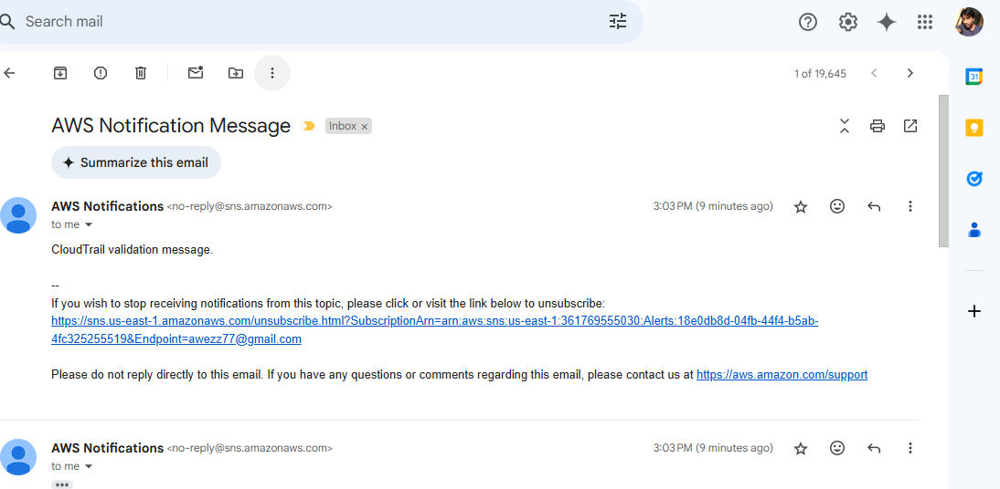 Search mail
1 of 19,645
AWS Notification Message
Inbox ×
Summarize this email
31
AWS Notifications <no-reply@sns.amazonaws.com>
3:03 PM (9 minutes ago)
to me
CloudTrail validation message.
--
If you wish to stop receiving notifications from this topic, please click or visit the link below to unsubscribe:
https://sns.us-east-1.amazonaws.com/unsubscribe.html?SubscriptionArn=arn:aws:sns:us-east-1:361769555030:Alerts:18e0db8d-04fb-44f4-b5ab-
4fc325255519&Endpoint=awezz77@gmail.com
Please do not reply directly to this email. If you have any questions or comments regarding this email, please contact us at https://aws.amazon.com/support
AWS Notifications <no-reply@sns.amazonaws.com>
3:03 PM (9 minutes ago)
to me